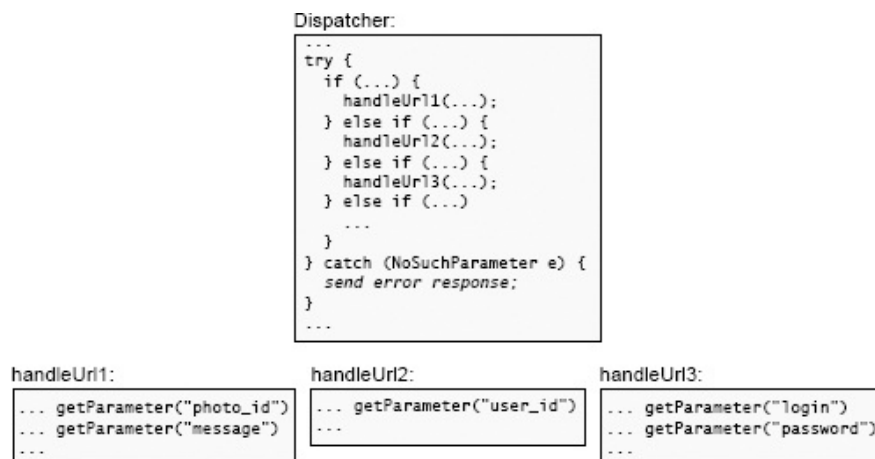 Dispatcher:
...
try {
  if (...) {
    handleUrl1(...);
  } else if (...) {
    handleUrl2(...);
  } else if (...) {
    handleUrl3(...);
  } else if (...)
    ...
  }
} catch (NoSuchParameter e) {
  send error response;
}
...
handleUrl1:
... getParameter("photo_id")
... getParameter("message")
...
handleUrl2:
... getParameter("user_id")
...
handleUrl3:
... getParameter("login")
... getParameter("password")
...